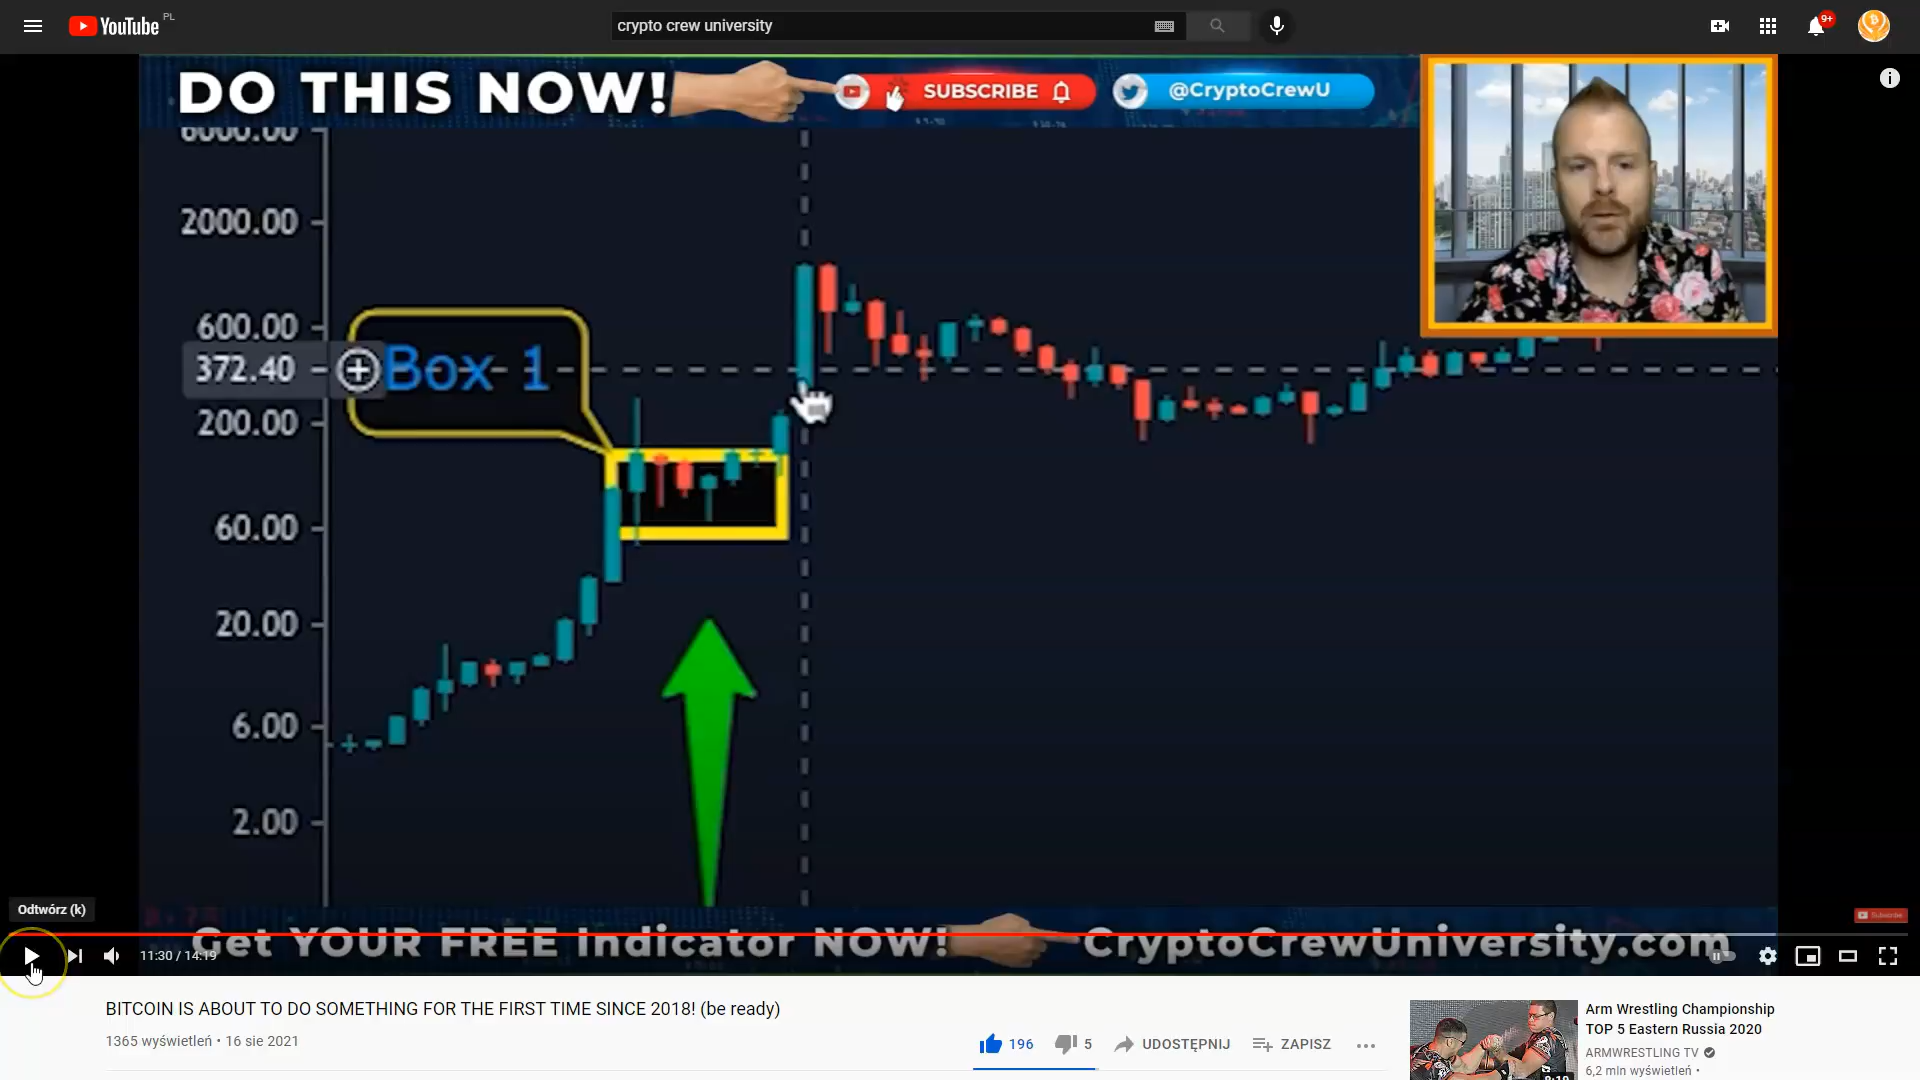 YouTube PL
crypto crew university
9+
DO THIS NOW!
SUBSCRIBE
@CryptoCrewU
6000.00
2000.00
600.00
372.40
Box 1
200.00
60.00
20.00
6.00
2.00
Odtwórz (k)
Subscribe
Get YOUR FREE Indicator NOW!
CryptoCrewUniversity.com
11:30 / 14:19
BITCOIN IS ABOUT TO DO SOMETHING FOR THE FIRST TIME SINCE 2018! (be ready)
1365 wyświetleń • 16 sie 2021
196
5
UDOSTĘPNIJ
ZAPISZ
Arm Wrestling Championship
TOP 5 Eastern Russia 2020
ARMWRESTLING TV
6,2 mln wyświetleń •